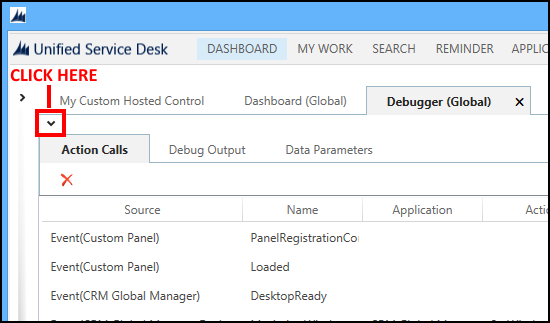 Unified Service Desk DASHBOARD MY WORK SEARCH REMINDER
CLICK HERE
My Custom Hosted Control Dashboard (Global) Debugger (Global) X
Action Calls Debug Output Data Parameters
Source Name Application Actio
Event(Custom Panel) PanelRegistrationCo
Event(Custom Panel) Loaded
Event(CRM Global Manager) DesktopReady